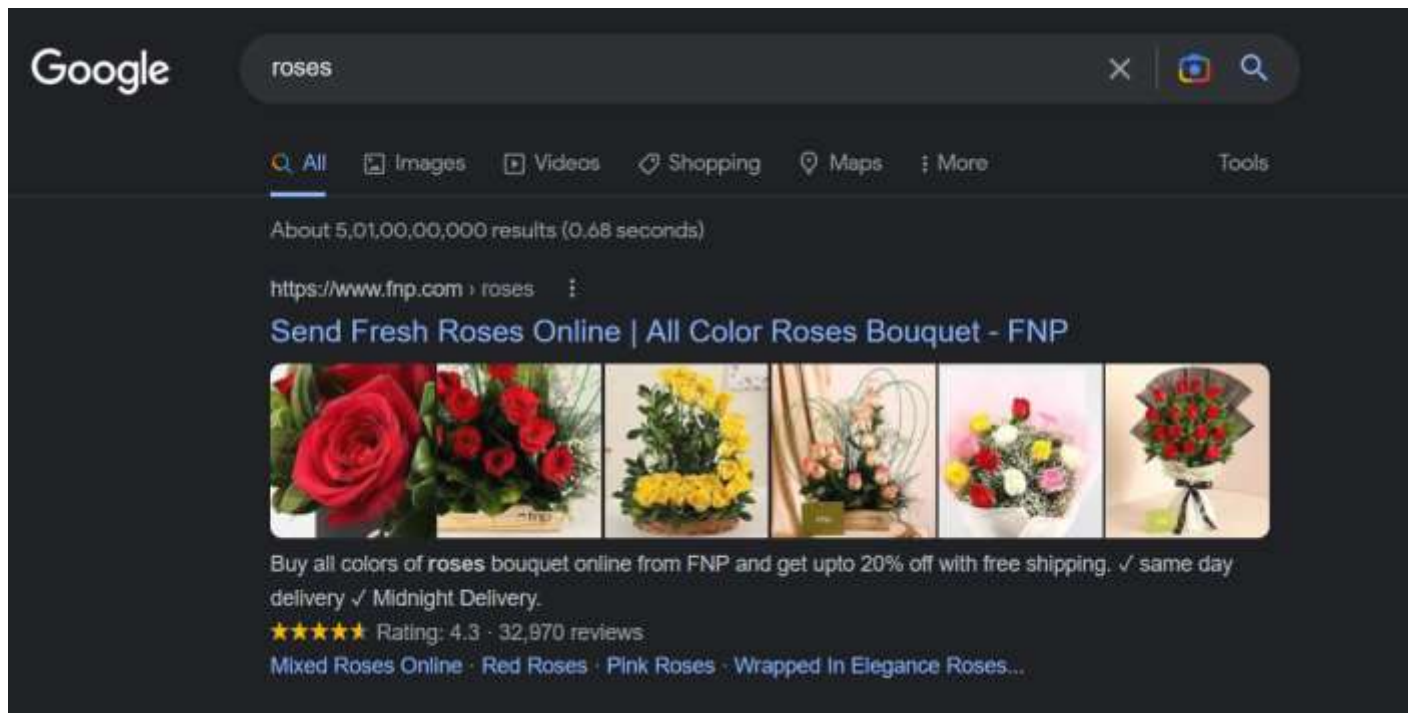 Google
roses
All Images Videos Shopping Maps More Tools
About 5,01,00,00,000 results (0.68 seconds)
https://www.fnp.com › roses
Send Fresh Roses Online | All Color Roses Bouquet - FNP
fnp
Buy all colors of roses bouquet online from FNP and get upto 20% off with free shipping. ✓ same day
delivery ✓ Midnight Delivery.
Rating: 4.3 · 32,970 reviews
Mixed Roses Online · Red Roses · Pink Roses · Wrapped In Elegance Roses...